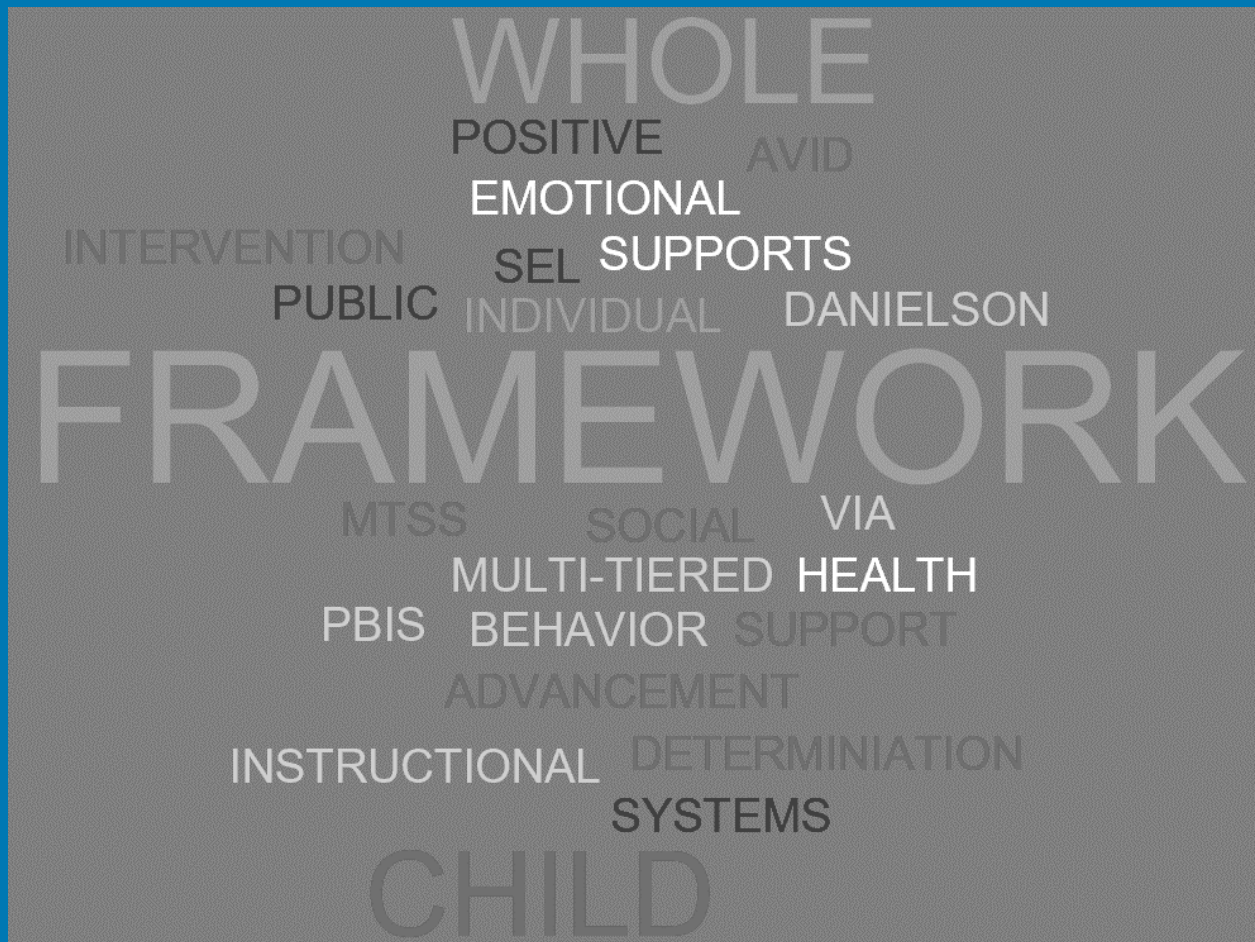 WHOLE
POSITIVE AVID
EMOTIONAL
INTERVENTION SEL SUPPORTS
PUBLIC INDIVIDUAL DANIELSON
FRAMEWORK
MTSS SOCIAL VIA
MULTI-TIERED HEALTH
PBIS BEHAVIOR SUPPORT
ADVANCEMENT
INSTRUCTIONAL DETERMINIATION
SYSTEMS
CHILD